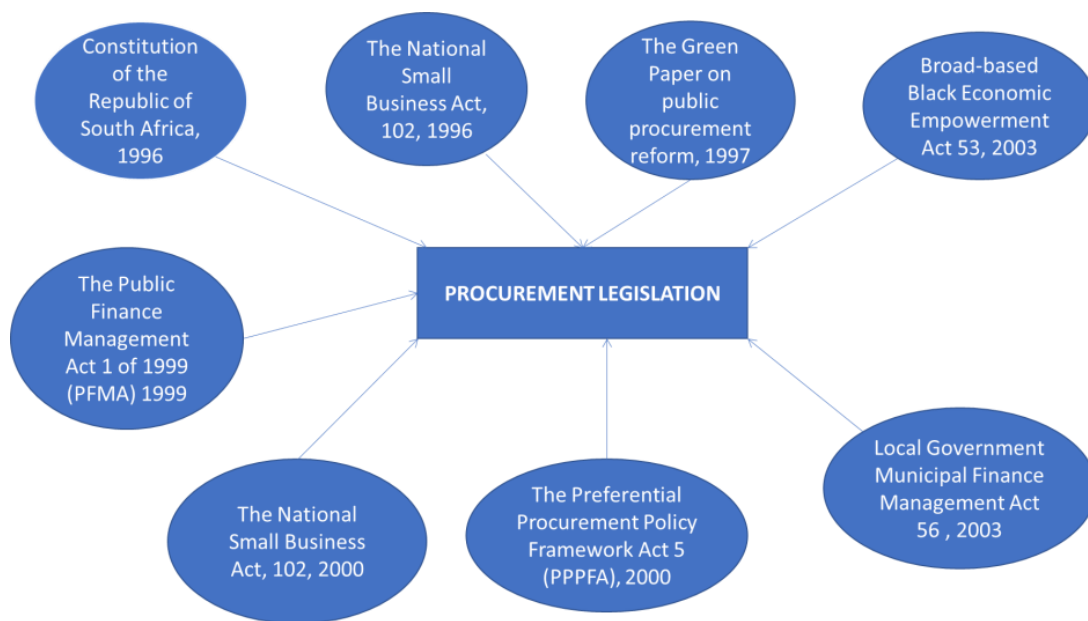 Constitution
of the
Republic of
South Africa,
1996
The National
Small
Business Act,
102, 1996
The Green
Paper on
public
procurement
reform, 1997
Broad-based
Black Economic
Empowerment
Act 53, 2003
The Public
Finance
Management
Act 1 of 1999
(PFMA) 1999
PROCUREMENT LEGISLATION
The National
Small Business
Act, 102, 2000
The Preferential
Procurement Policy
Framework Act 5
(PPPFA), 2000
Local Government
Municipal Finance
Management Act
56 , 2003